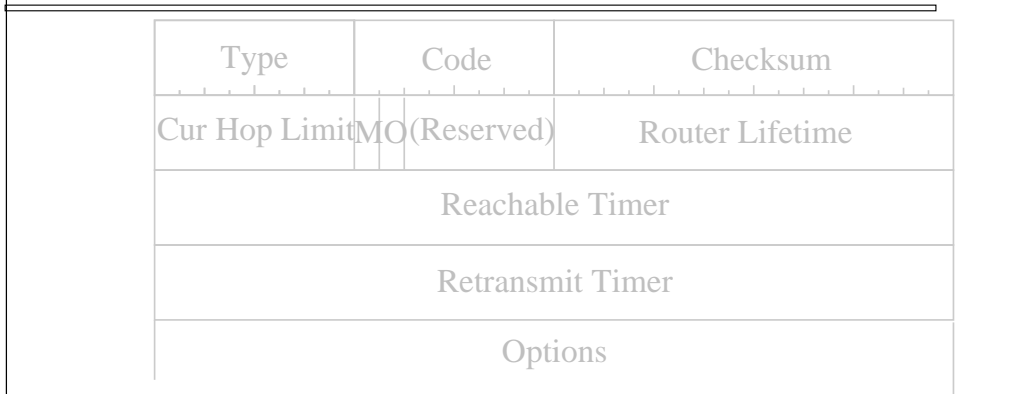 Type Code Checksum
Cur Hop Limit M O (Reserved) Router Lifetime
Reachable Timer
Retransmit Timer
Options